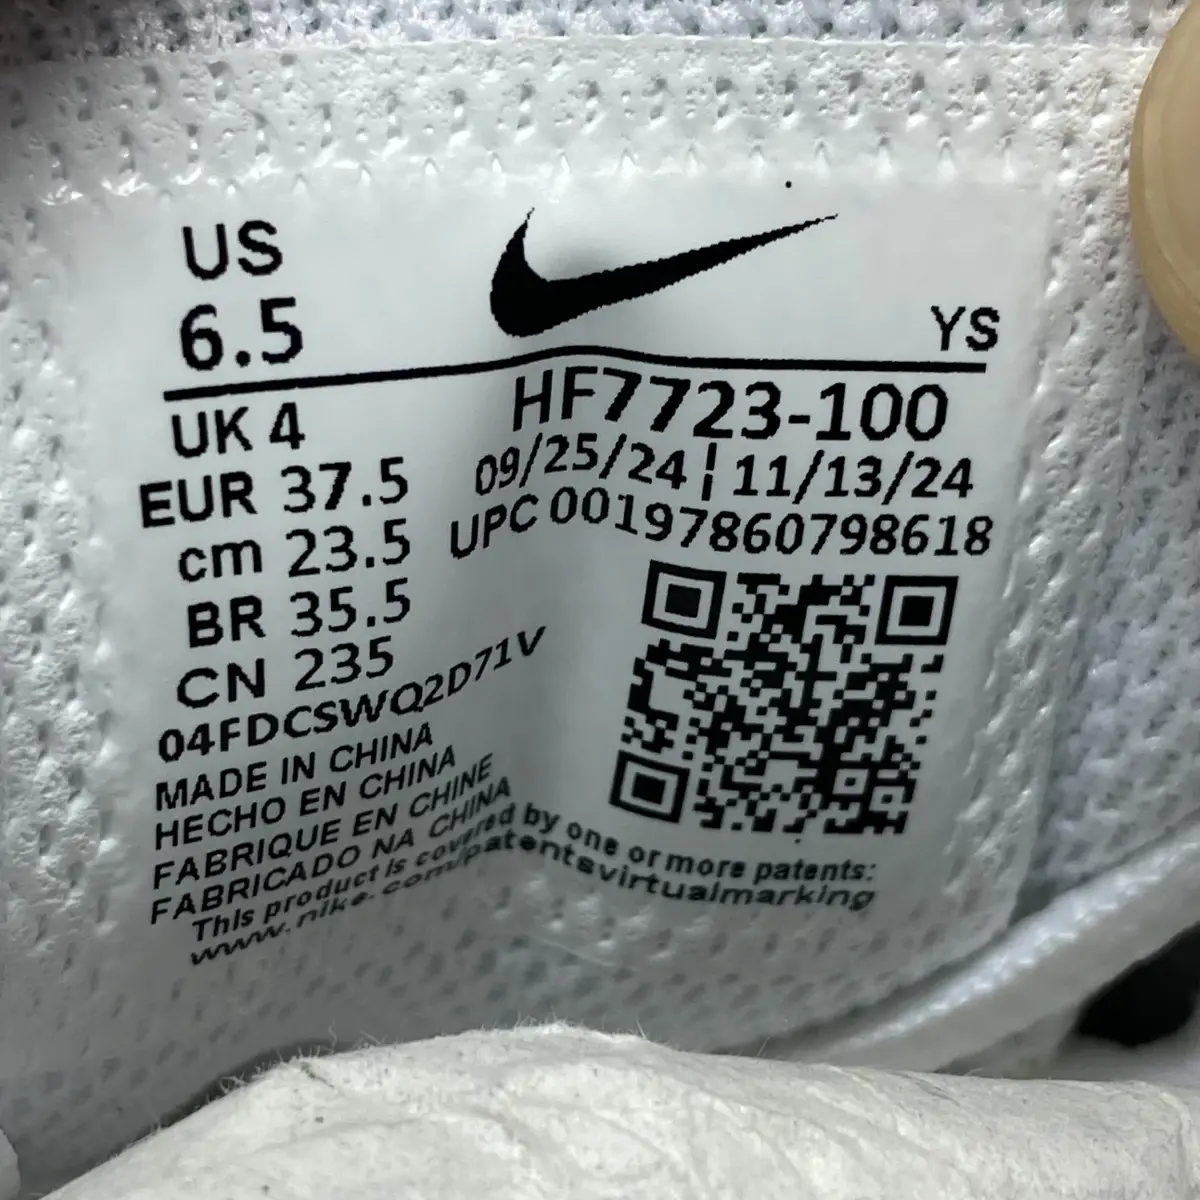 US
6.5
YS
UK 4
EUR 37.5
cm 23.5
BR 35.5
CN 235
HF7723-100
09/25/24 | 11/13/24
UPC 00197860798618
04FDCSWQ2D71V
MADE IN CHINA
HECHO EN CHINA
FABRIQUE EN CHINE
FABRICADO NA CHINA
This product is covered by one or more patents:
www.nike.com/patentsvirtualmarking